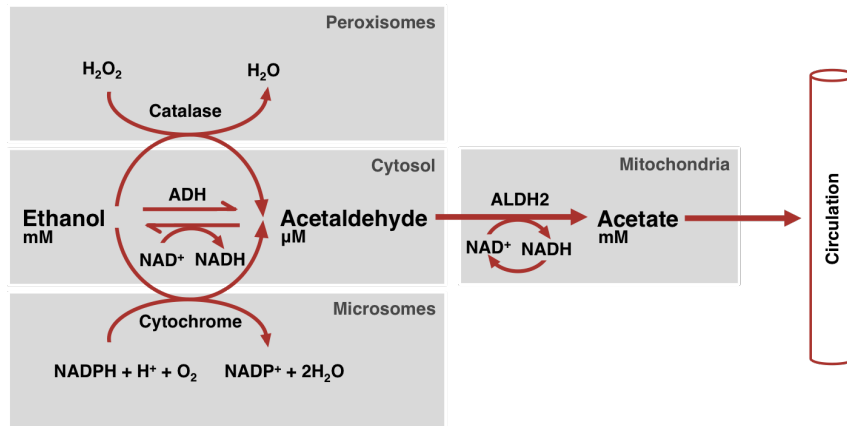 Peroxisomes
H₂O₂
H₂O
Catalase
Cytosol
Mitochondria
ADH
ALDH2
Ethanol
mM
Acetaldehyde
µM
Acetate
mM
NAD⁺
NADH
NAD⁺
NADH
Circulation
Cytochrome
Microsomes
NADPH + H⁺ + O₂
NADP⁺ + 2H₂O